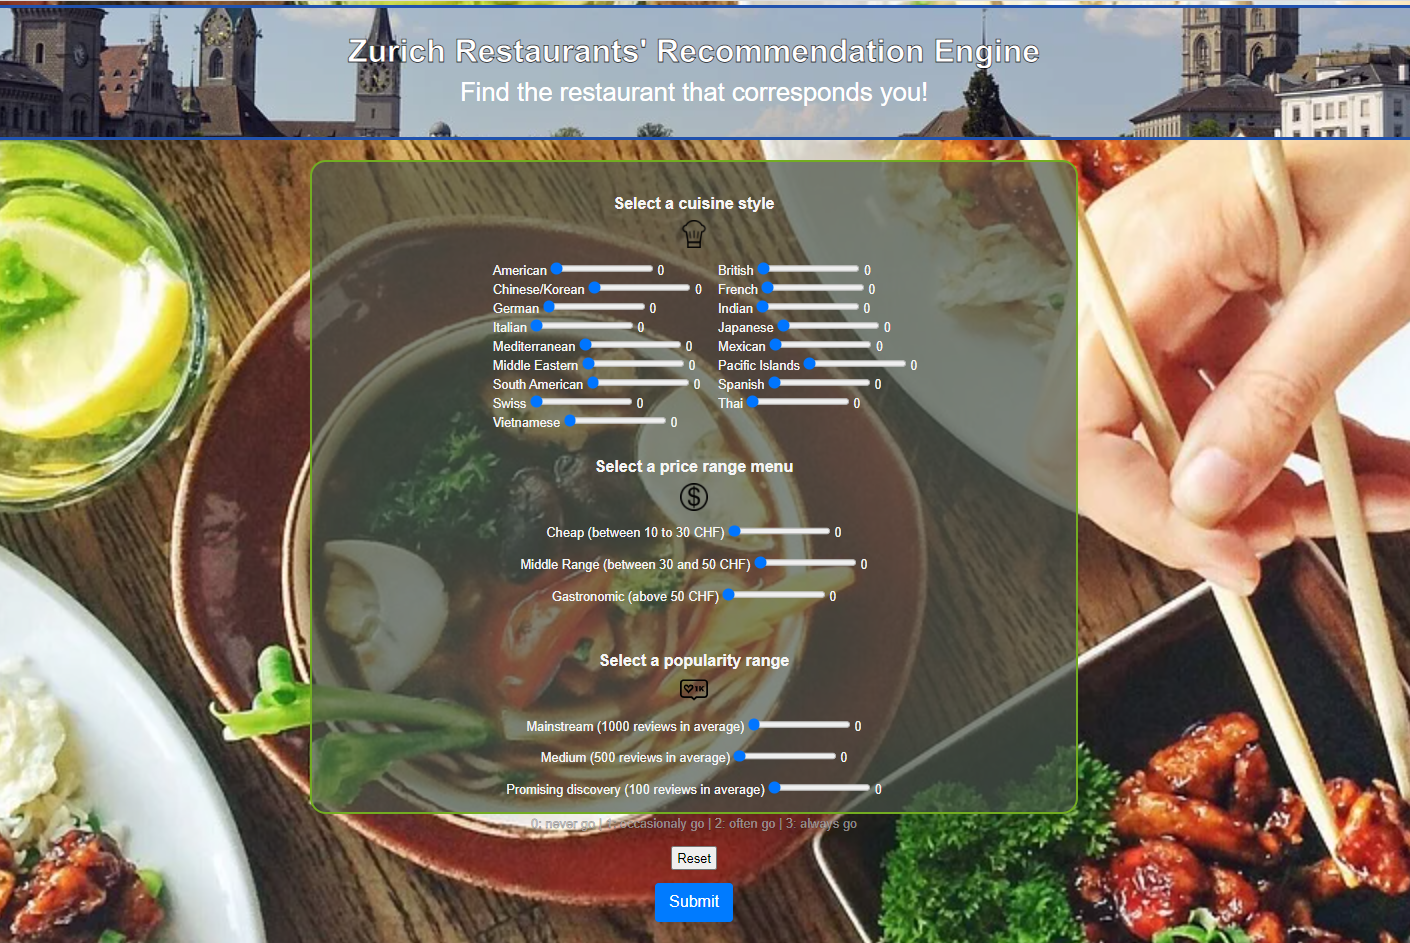 Zurich Restaurants' Recommendation Engine
Find the restaurant that corresponds you!
Select a cuisine style
American 0 British 0
Chinese/Korean 0 French 0
German 0 Indian 0
Italian 0 Japanese 0
Mediterranean 0 Mexican 0
Middle Eastern 0 Pacific Islands 0
South American 0 Spanish 0
Swiss 0 Thai 0
Vietnamese 0
Select a price range menu
$
Cheap (between 10 to 30 CHF) 0
Middle Range (between 30 and 50 CHF) 0
Gastronomic (above 50 CHF) 0
Select a popularity range
1K
Mainstream (1000 reviews in average) 0
Medium (500 reviews in average) 0
Promising discovery (100 reviews in average) 0
0: never go | 1: occasionaly go | 2: often go | 3: always go
Reset
Submit